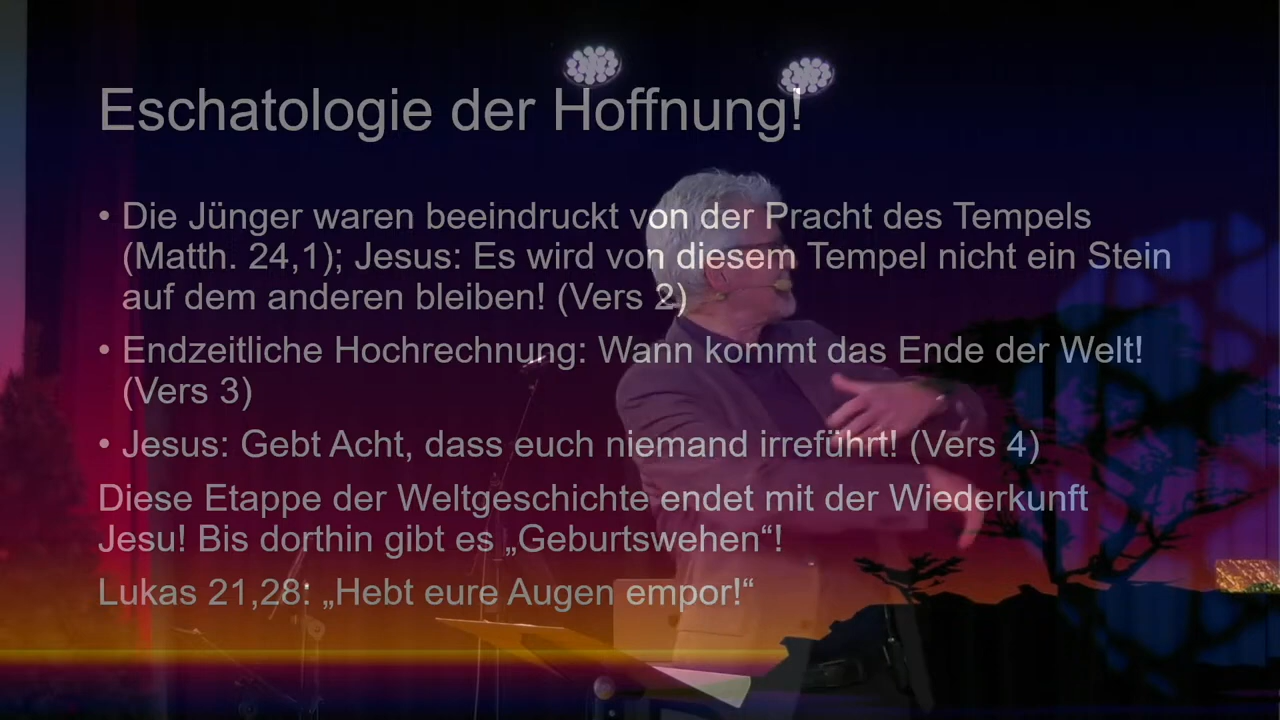 Eschatologie der Hoffnung!
• Die Jünger waren beeindruckt von der Pracht des Tempels
(Matth. 24,1); Jesus: Es wird von diesem Tempel nicht ein Stein
auf dem anderen bleiben! (Vers 2)
• Endzeitliche Hochrechnung: Wann kommt das Ende der Welt!
(Vers 3)
• Jesus: Gebt Acht, dass euch niemand irreführt! (Vers 4)
Diese Etappe der Weltgeschichte endet mit der Wiederkunft
Jesu! Bis dorthin gibt es „Geburtswehen“!
Lukas 21,28: „Hebt eure Augen empor!“